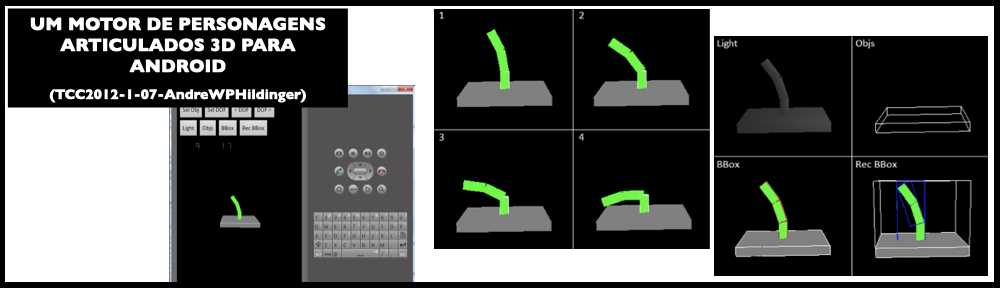 UM MOTOR DE PERSONAGENS
ARTICULADOS 3D PARA
ANDROID
(TCC2012-1-07-AndreWPHildinger)
Sel Obj Sel DOF + DOF +
Light Objs BBox Rec BBox
9 17
1 2
3 4
Light Objs
BBox Rec BBox